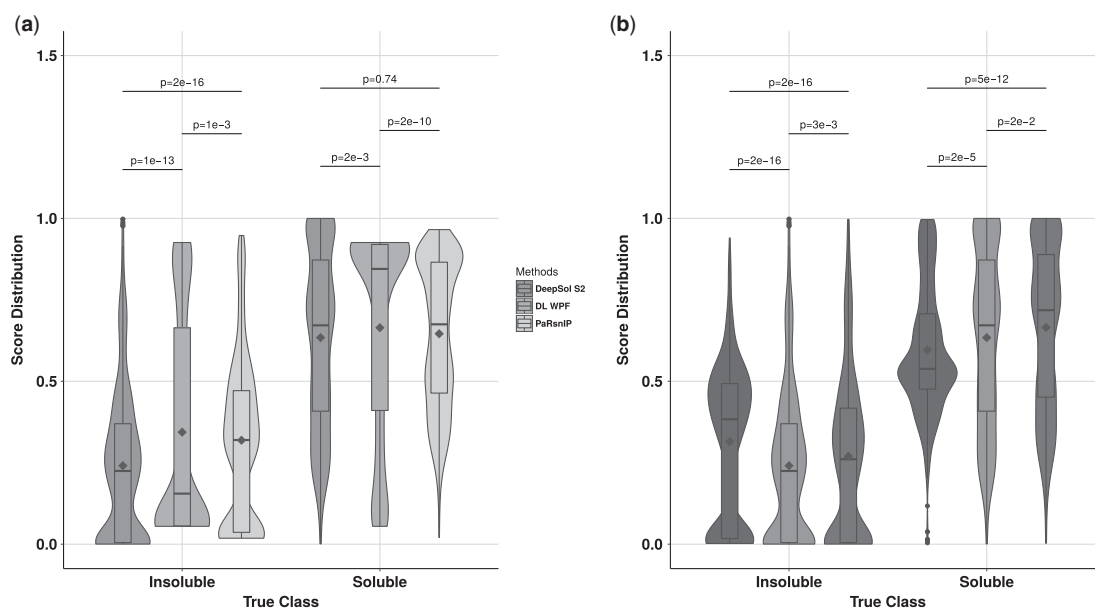 (a)
1.5
p=2e−16
p=0.74
p=1e−3
p=2e−10
p=1e−13
p=2e−3
1.0
0.5
0.0
Score Distribution
Insoluble
Soluble
True Class
Methods
DeepSol S2
DL WPF
PaRsnIP
(b)
1.5
p=2e−16
p=5e−12
p=3e−3
p=2e−2
p=2e−16
p=2e−5
1.0
0.5
0.0
Score Distribution
Insoluble
Soluble
True Class